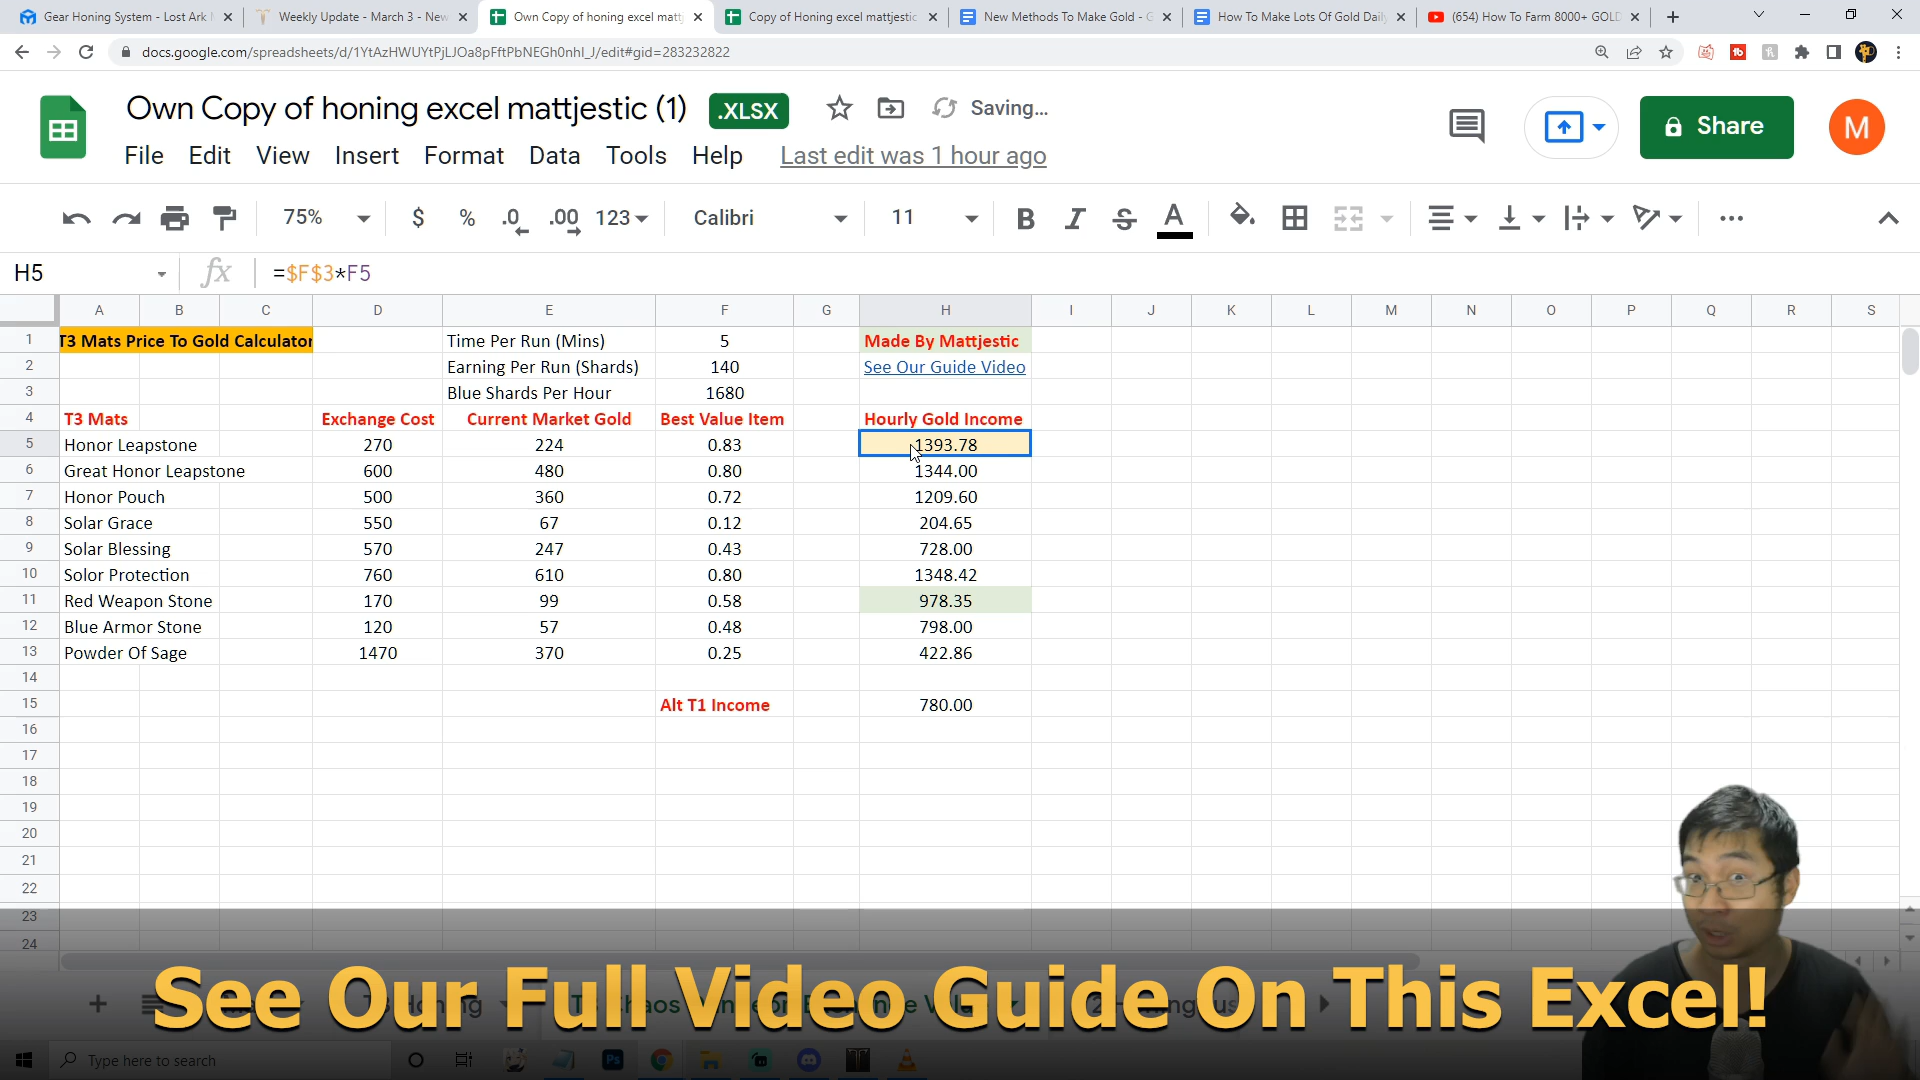 Gear Honing System - Lost Ark
Weekly Update - March 3 - New
Own Copy of honing excel matt
Copy of Honing excel mattjestic
New Methods To Make Gold - G
How To Make Lots Of Gold Daily
(654) How To Farm 8000+ GOLD
docs.google.com/spreadsheets/d/1YtAzHWUYtPjLJOa8pFftPbNEGh0nhI_J/edit#gid=283232822
Own Copy of honing excel mattjestic (1) .XLSX Saving...
Share M
File Edit View Insert Format Data Tools Help Last edit was 1 hour ago
75% $ % .0 .00 123 Calibri 11 B I S A
H5 fx =$F$3*F5
A B C D E F G H I J K L M N O P Q R S
1 T3 Mats Price To Gold Calculator Time Per Run (Mins) 5 Made By Mattjestic
2 Earning Per Run (Shards) 140 See Our Guide Video
3 Blue Shards Per Hour 1680
4 T3 Mats Exchange Cost Current Market Gold Best Value Item Hourly Gold Income
5 Honor Leapstone 270 224 0.83 1393.78
6 Great Honor Leapstone 600 480 0.80 1344.00
7 Honor Pouch 500 360 0.72 1209.60
8 Solar Grace 550 67 0.12 204.65
9 Solar Blessing 570 247 0.43 728.00
10 Solor Protection 760 610 0.80 1348.42
11 Red Weapon Stone 170 99 0.58 978.35
12 Blue Armor Stone 120 57 0.48 798.00
13 Powder Of Sage 1470 370 0.25 422.86
14
15 Alt T1 Income 780.00
16
17
18
19
20
21
22
23
24
See Our Full Video Guide On This Excel!
Type here to search